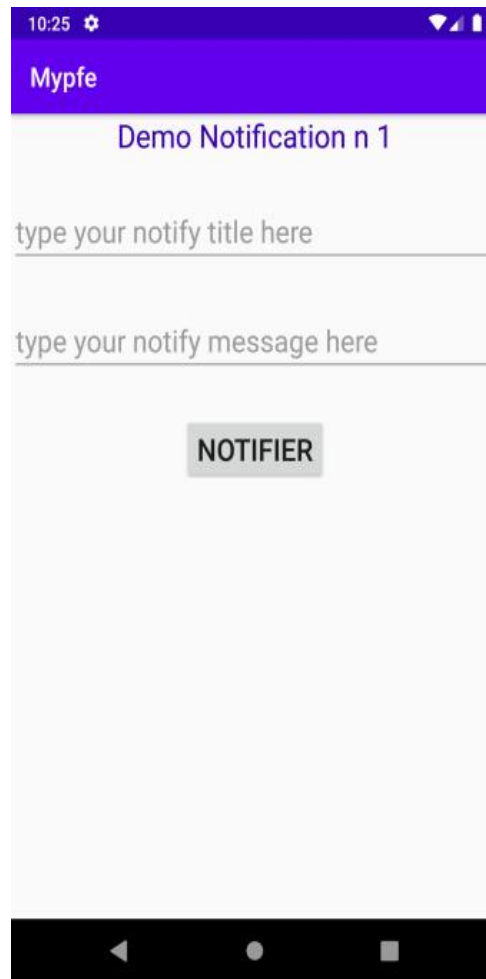 10:25
Mypfe
Demo Notification n 1
type your notify title here
type your notify message here
NOTIFIER